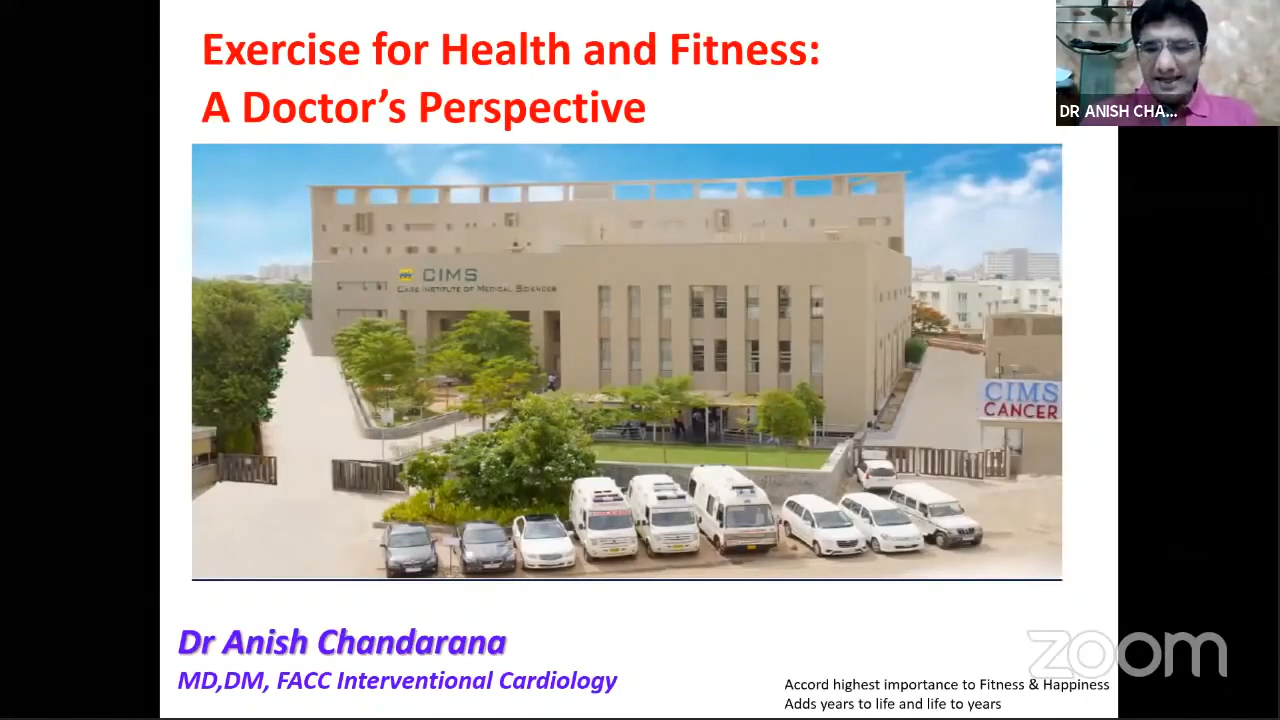 Exercise for Health and Fitness:
A Doctor's Perspective
DR ANISH CHA...
CIMS
CARE INSTITUTE OF MEDICAL SCIENCES
CIMS
CANCER
Dr Anish Chandarana
MD,DM, FACC Interventional Cardiology
zoom
Accord highest importance to Fitness & Happiness
Adds years to life and life to years